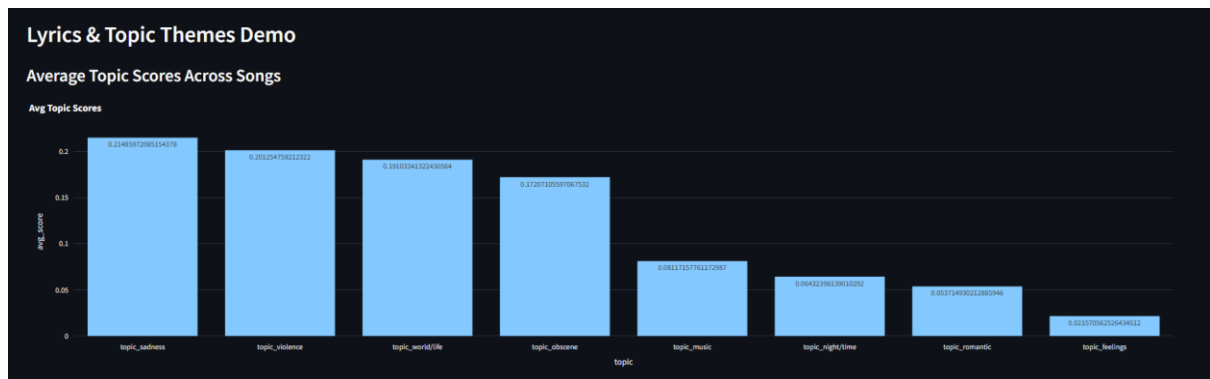 Lyrics & Topic Themes Demo
Average Topic Scores Across Songs
Avg Topic Scores
avg_score
0.2
0.15
0.1
0.05
0
0.21485972085154378
0.201254758212322
0.19103341322430564
0.17207105597067532
0.08117157761172987
0.06432398139010292
0.053714930212885946
0.021570562526434512
topic_sadness
topic_violence
topic_world/life
topic_obscene
topic_music
topic_night/time
topic_romantic
topic_feelings
topic